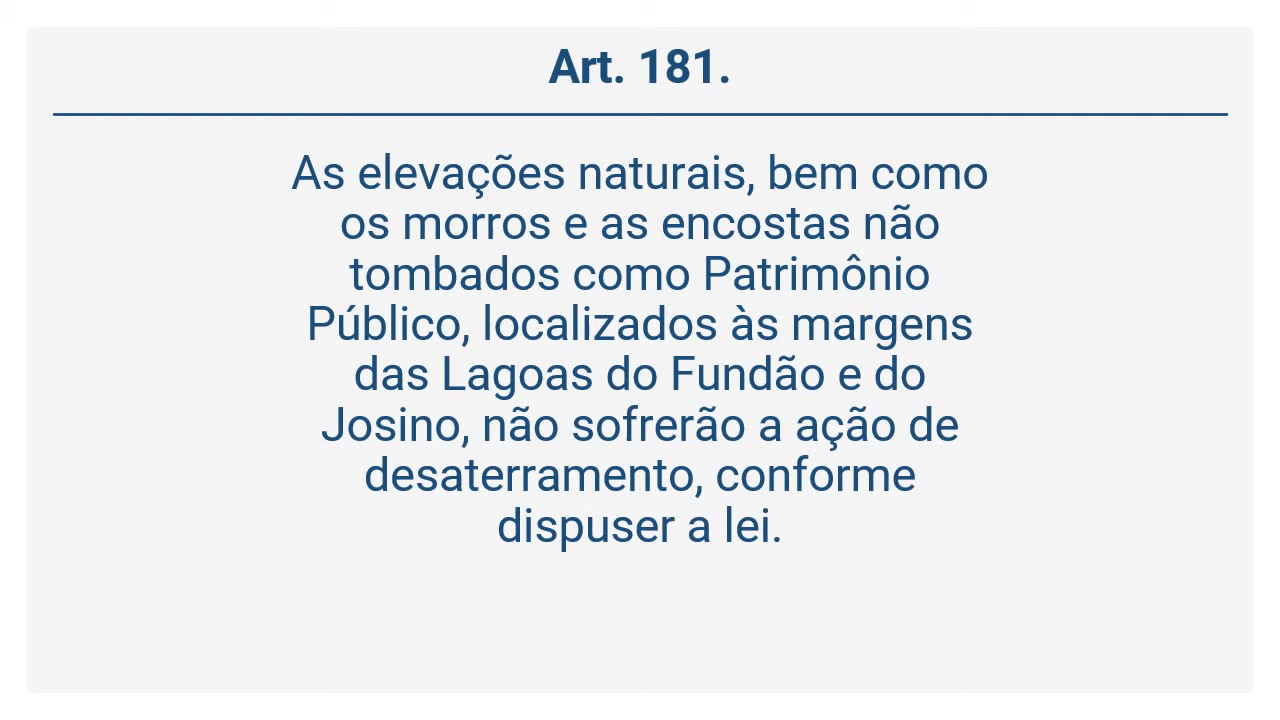 Art. 181.
As elevações naturais, bem como
os morros e as encostas não
tombados como Patrimônio
Público, localizados às margens
das Lagoas do Fundão e do
Josino, não sofrerão a ação de
desaterramento, conforme
dispuser a lei.